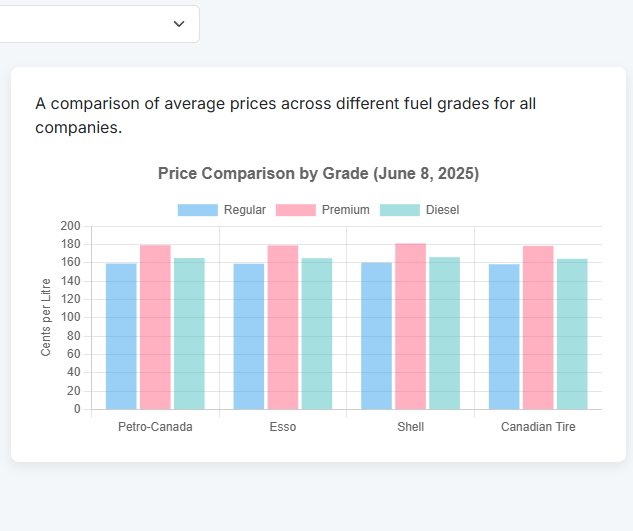 A comparison of average prices across different fuel grades for all
companies.
Price Comparison by Grade (June 8, 2025)
Regular Premium Diesel
200
180
160
140
120
100
80
60
40
20
0
Cents per Litre
Petro-Canada Esso Shell Canadian Tire